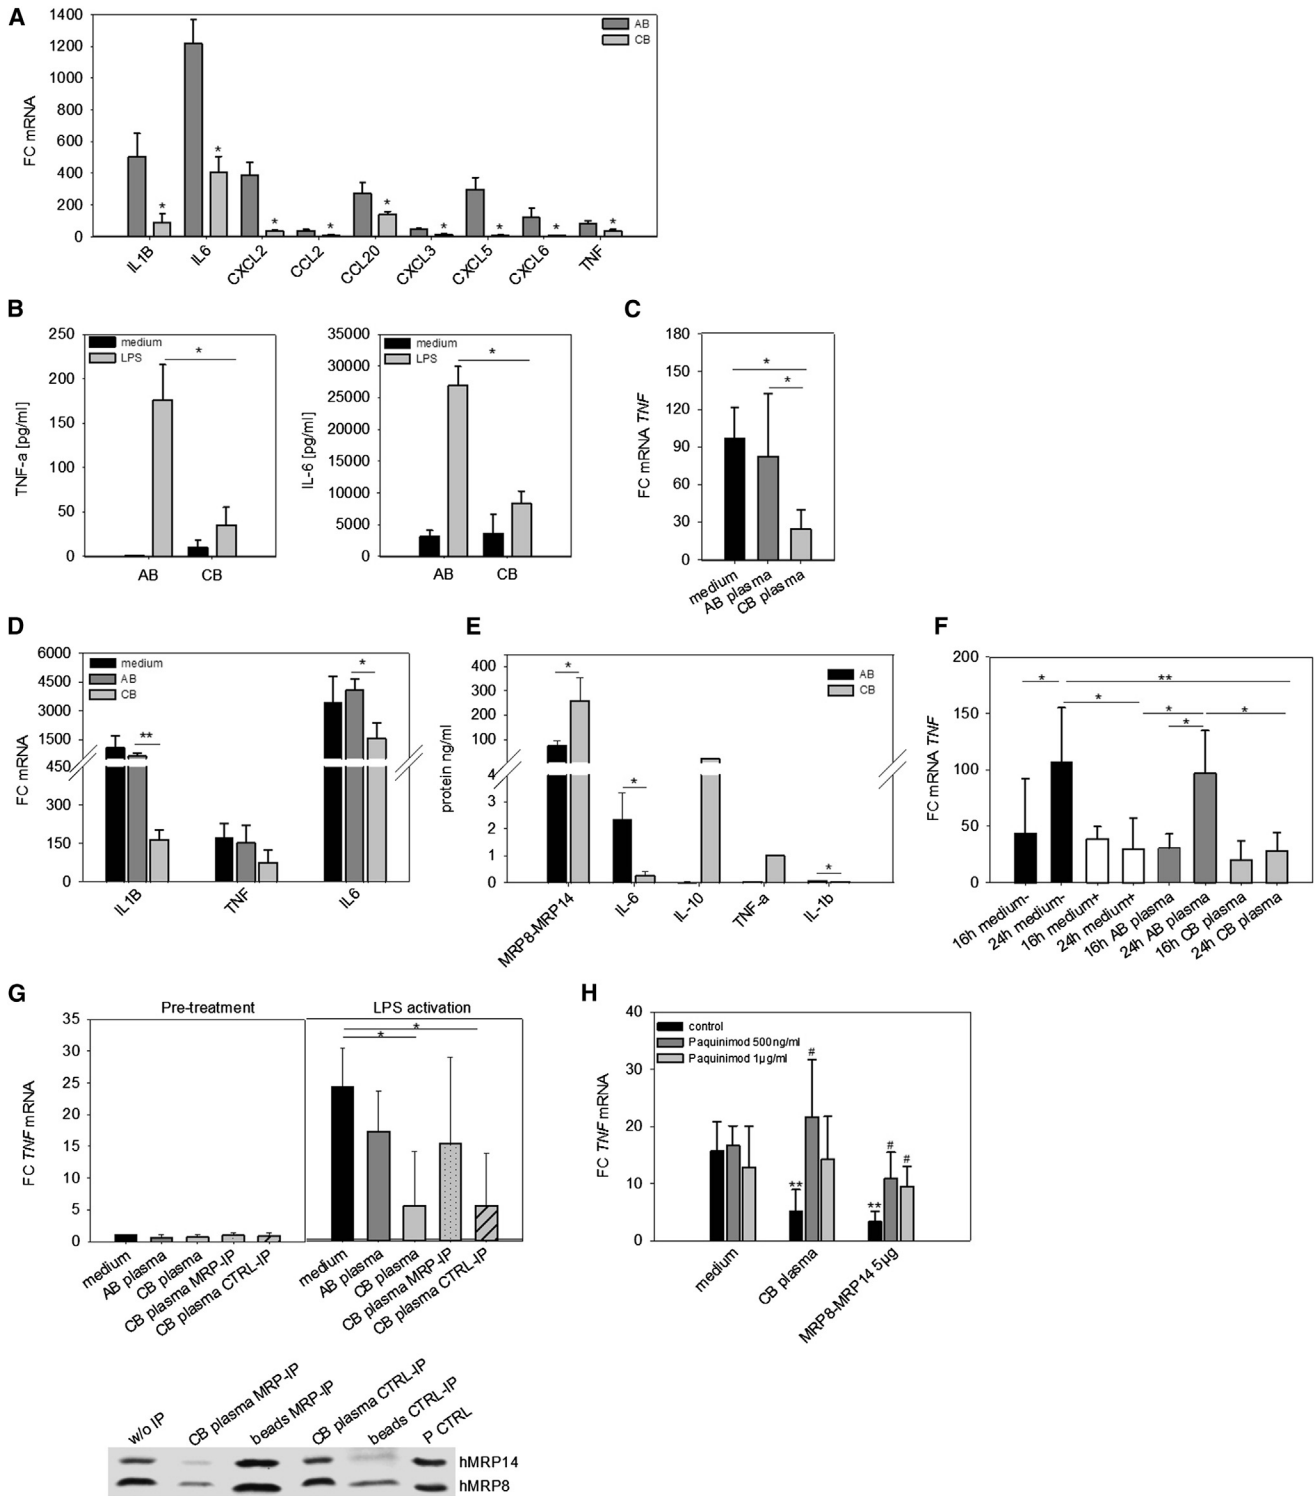 A
1400
1200
1000
800
600
400
200
0
FC mRNA
AB
CB
*
*
*
*
*
*
*
*
*
IL1B
IL6
CXCL2
CCL2
CCL20
CXCL3
CXCL5
CXCL6
TNF
B
250
200
150
100
50
0
TNF-a [pg/ml]
medium
LPS
*
AB
CB
35000
30000
25000
20000
15000
10000
5000
0
IL-6 [pg/ml]
medium
LPS
*
AB
CB
C
180
150
120
90
60
30
0
FC mRNA TNF
*
*
medium
AB plasma
CB plasma
D
6000
4500
3000
1500
450
300
150
0
FC mRNA
medium
AB
CB
**
*
IL1B
TNF
IL6
E
400
300
200
100
4
3
2
1
0
protein ng/ml
AB
CB
*
*
*
MRP8-MRP14
IL-6
IL-10
TNF-a
IL-1b
F
200
150
100
50
0
FC mRNA TNF
*
**
*
*
*
*
16h medium-
24h medium-
16h medium+
24h medium+
16h AB plasma
24h AB plasma
16h CB plasma
24h CB plasma
G
Pre-treatment
LPS activation
35
30
25
20
15
10
5
0
FC TNF mRNA
*
*
medium
AB plasma
CB plasma
CB plasma MRP-IP
CB plasma CTRL-IP
medium
AB plasma
CB plasma
CB plasma MRP-IP
CB plasma CTRL-IP
w/o IP
CB plasma MRP-IP
beads MRP-IP
CB plasma CTRL-IP
beads CTRL-IP
P CTRL
hMRP14
hMRP8
H
40
30
20
10
0
FC TNF mRNA
control
Paquinimod 500ng/ml
Paquinimod 1µg/ml
**
#
**
#
#
medium
CB plasma
MRP8-MRP14 5µg